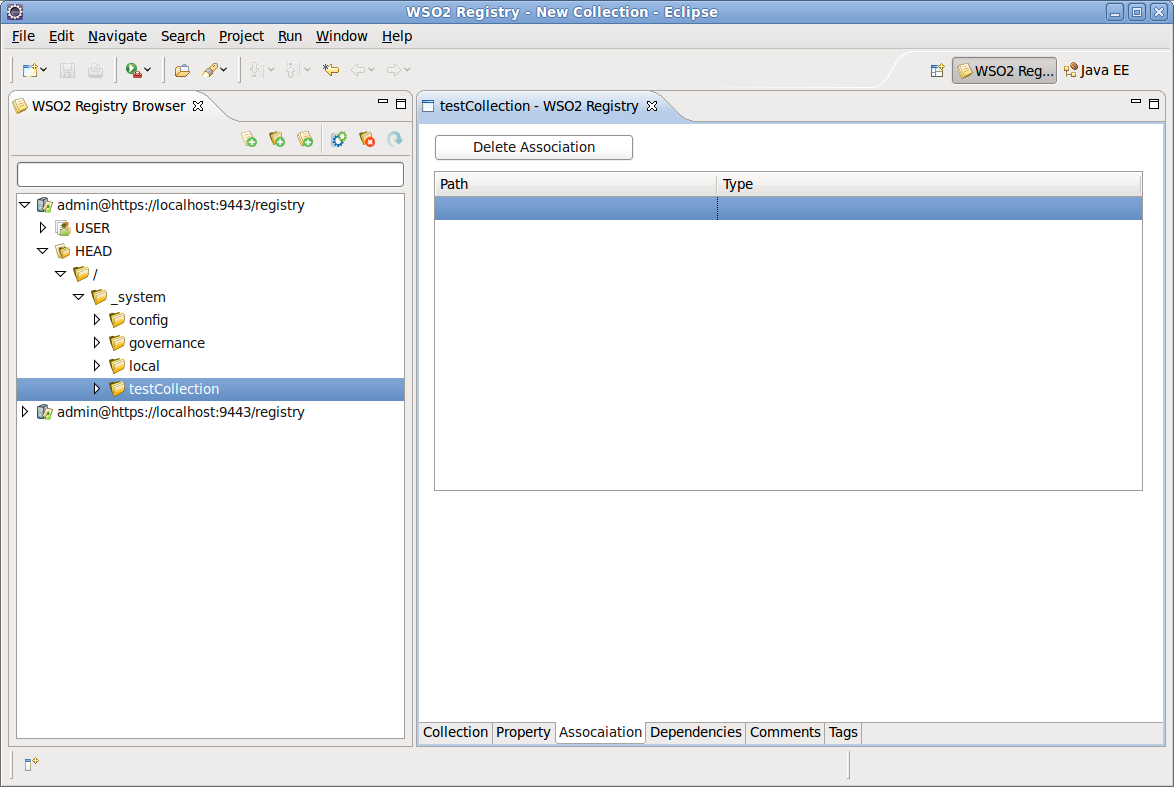 WSO2 Registry - New Collection - Eclipse
File Edit Navigate Search Project Run Window Help
WSO2 Reg... Java EE
WSO2 Registry Browser
admin@https://localhost:9443/registry
USER
HEAD
/
_system
config
governance
local
testCollection
admin@https://localhost:9443/registry
testCollection - WSO2 Registry
Delete Association
Path Type
Collection Property Assocaiation Dependencies Comments Tags